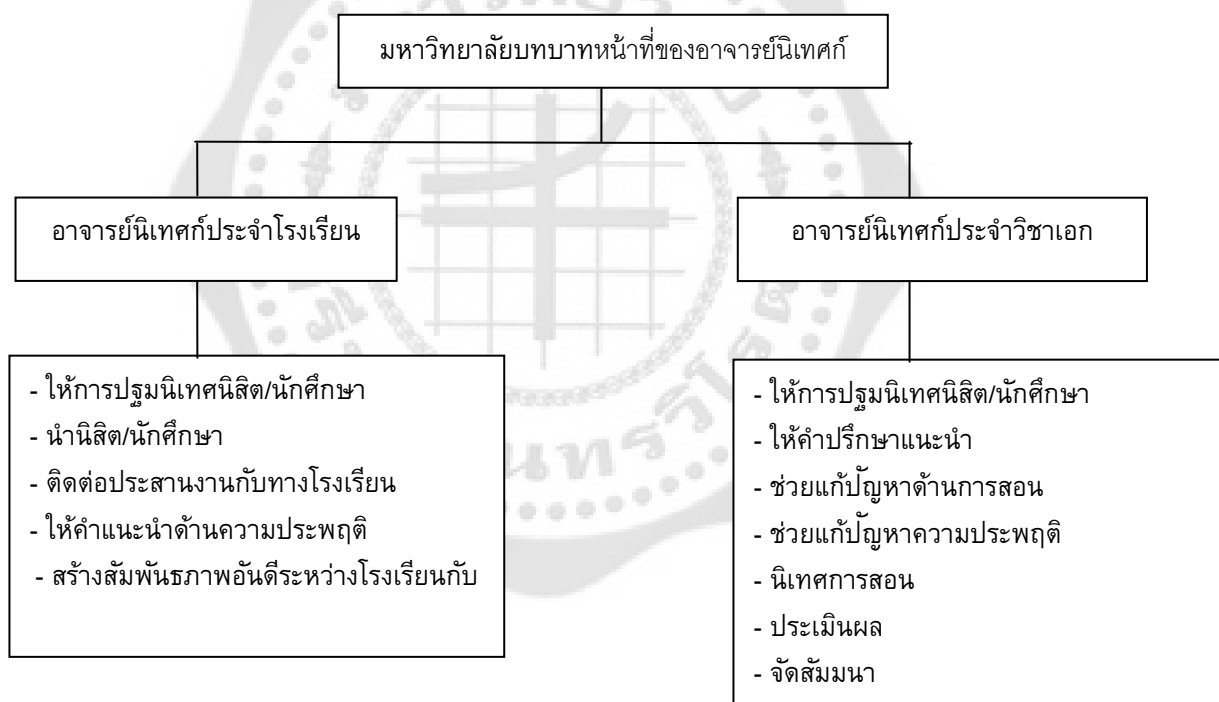 มหาวิทยาลัยบทบาทหน้าที่ของอาจารย์นิเทศก์
อาจารย์นิเทศก์ประจำโรงเรียน
อาจารย์นิเทศก์ประจำวิชาเอก
- ให้การปฐมนิเทศนิสิต/นักศึกษา
- นำนิสิต/นักศึกษา
- ติดต่อประสานงานกับทางโรงเรียน
- ให้คำแนะนำด้านความประพฤติ
- สร้างสัมพันธภาพอันดีระหว่างโรงเรียนกับ
- ให้การปฐมนิเทศนิสิต/นักศึกษา
- ให้คำปรึกษาแนะนำ
- ช่วยแก้ปัญหาด้านการสอน
- ช่วยแก้ปัญหาความประพฤติ
- นิเทศการสอน
- ประเมินผล
- จัดสัมมนา